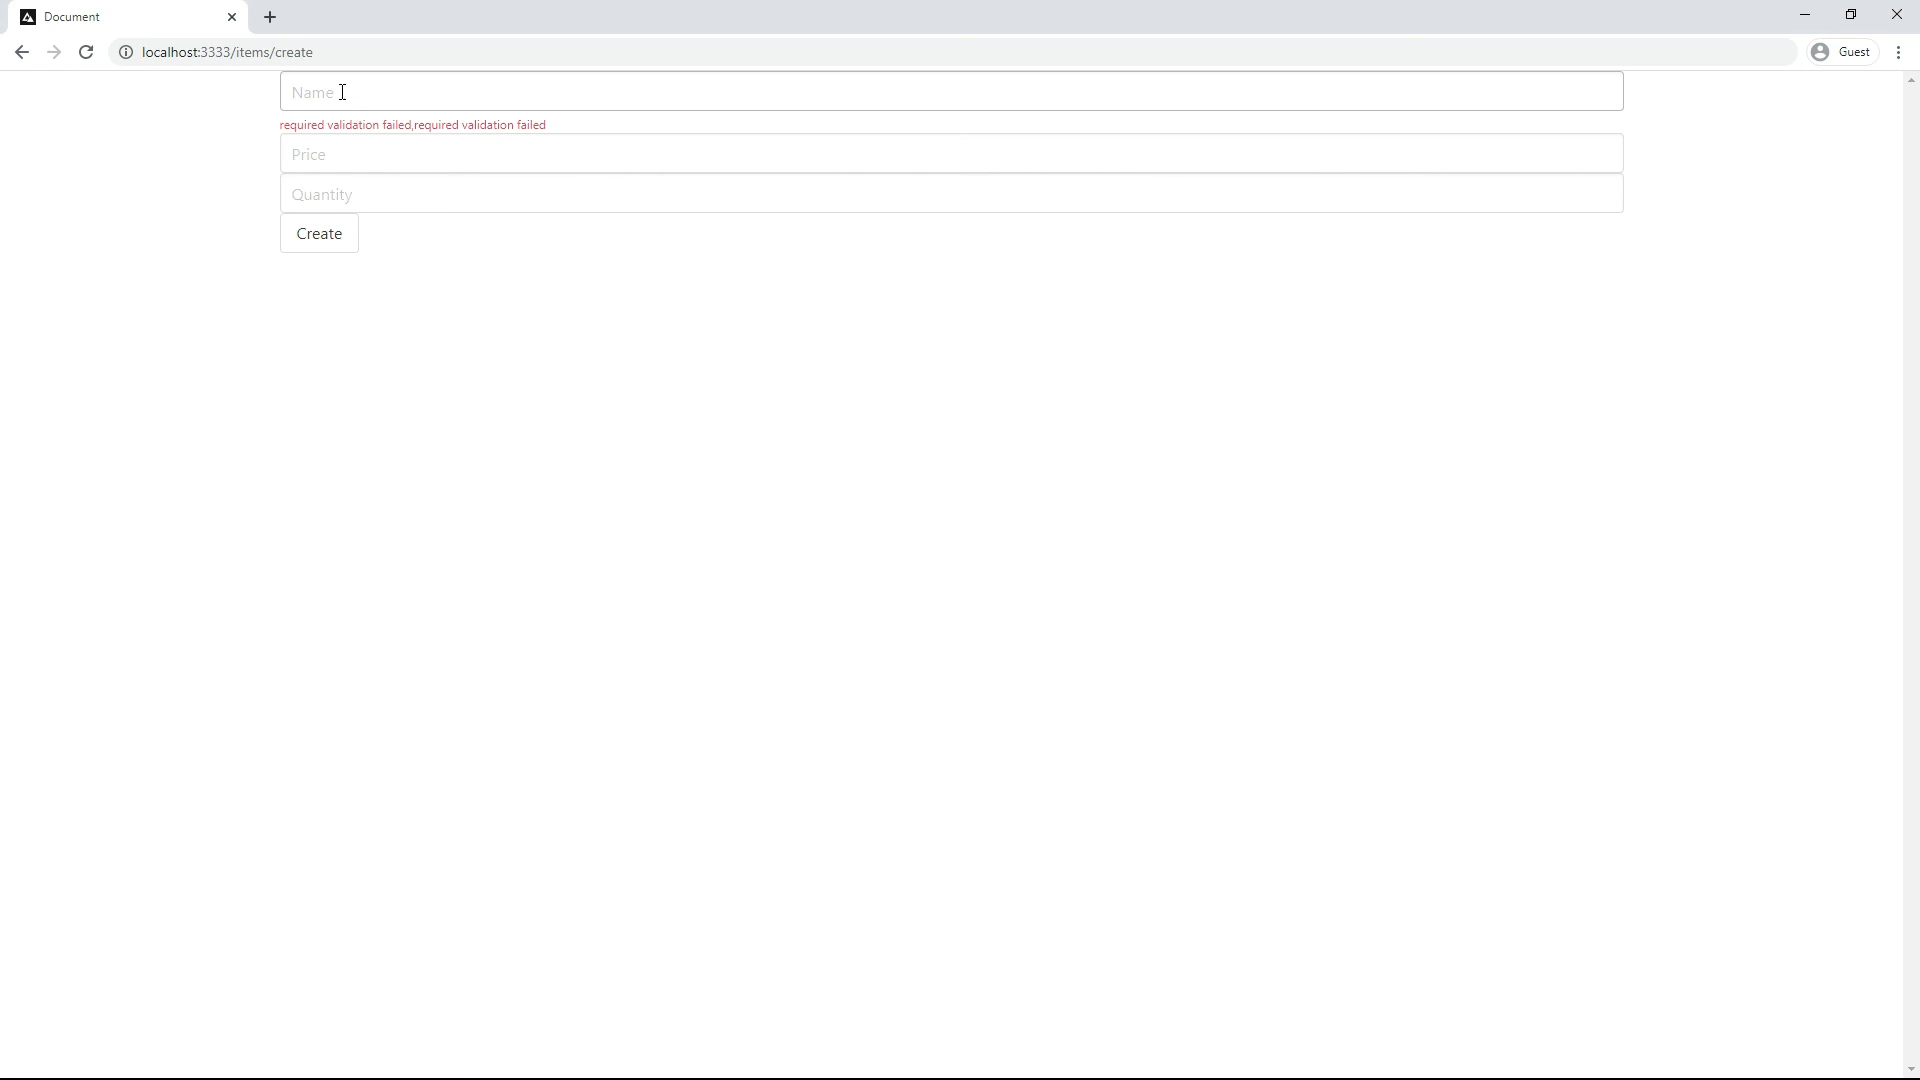 Document
localhost:3333/items/create
Guest
Name
required validation failed,required validation failed
Price
Quantity
Create